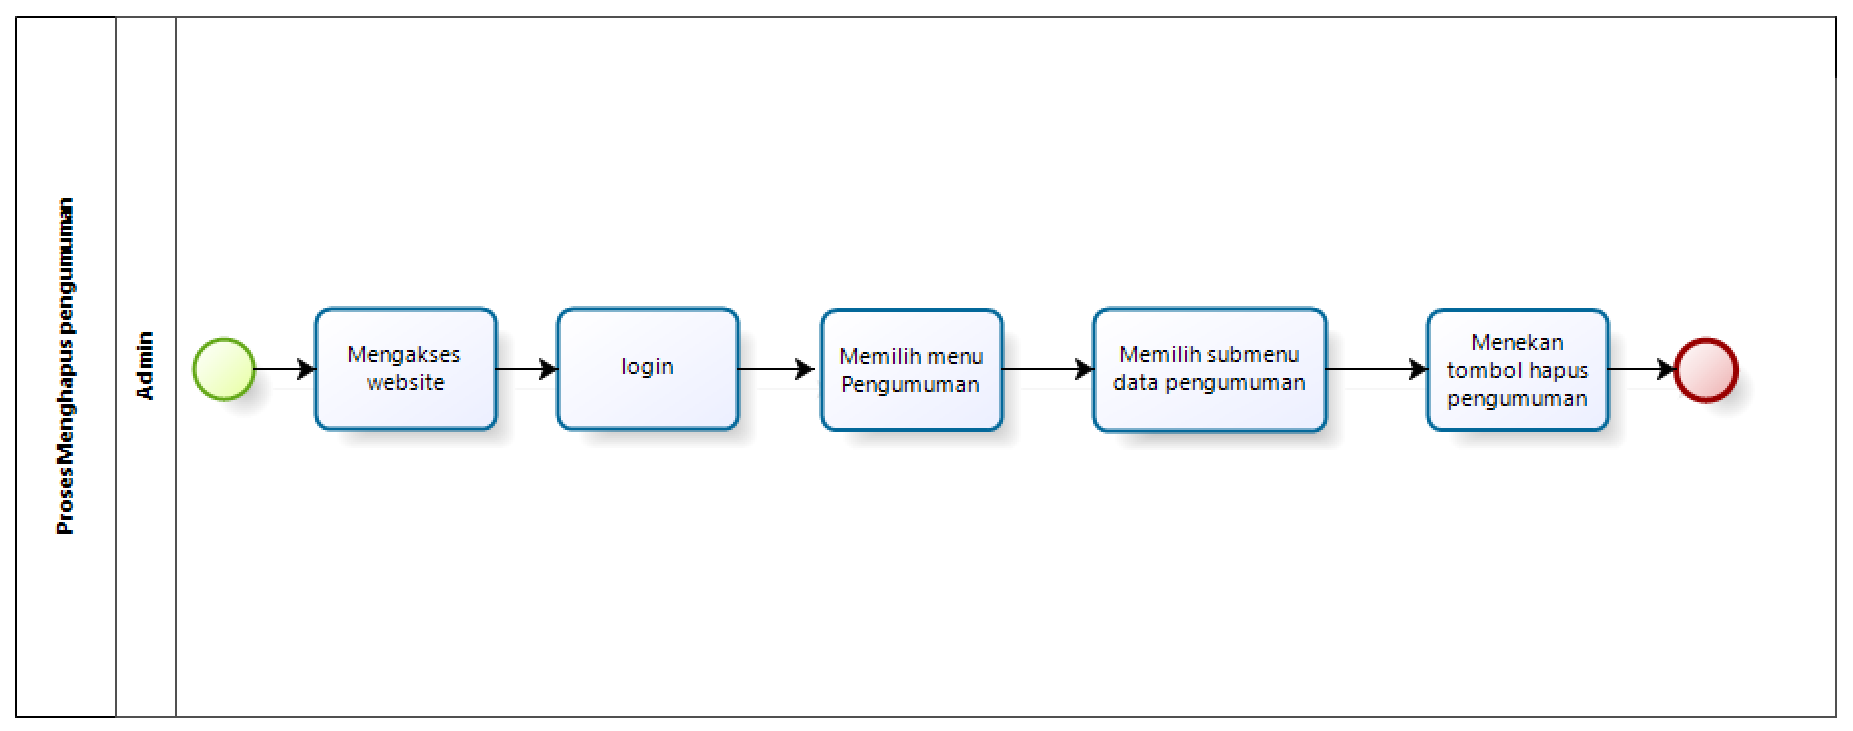 Proses Menghapus pengumuman
Admin
Mengakses
website
login
Memilih menu
Pengumuman
Memilih submenu
data pengumuman
Menekan
tombol hapus
pengumuman